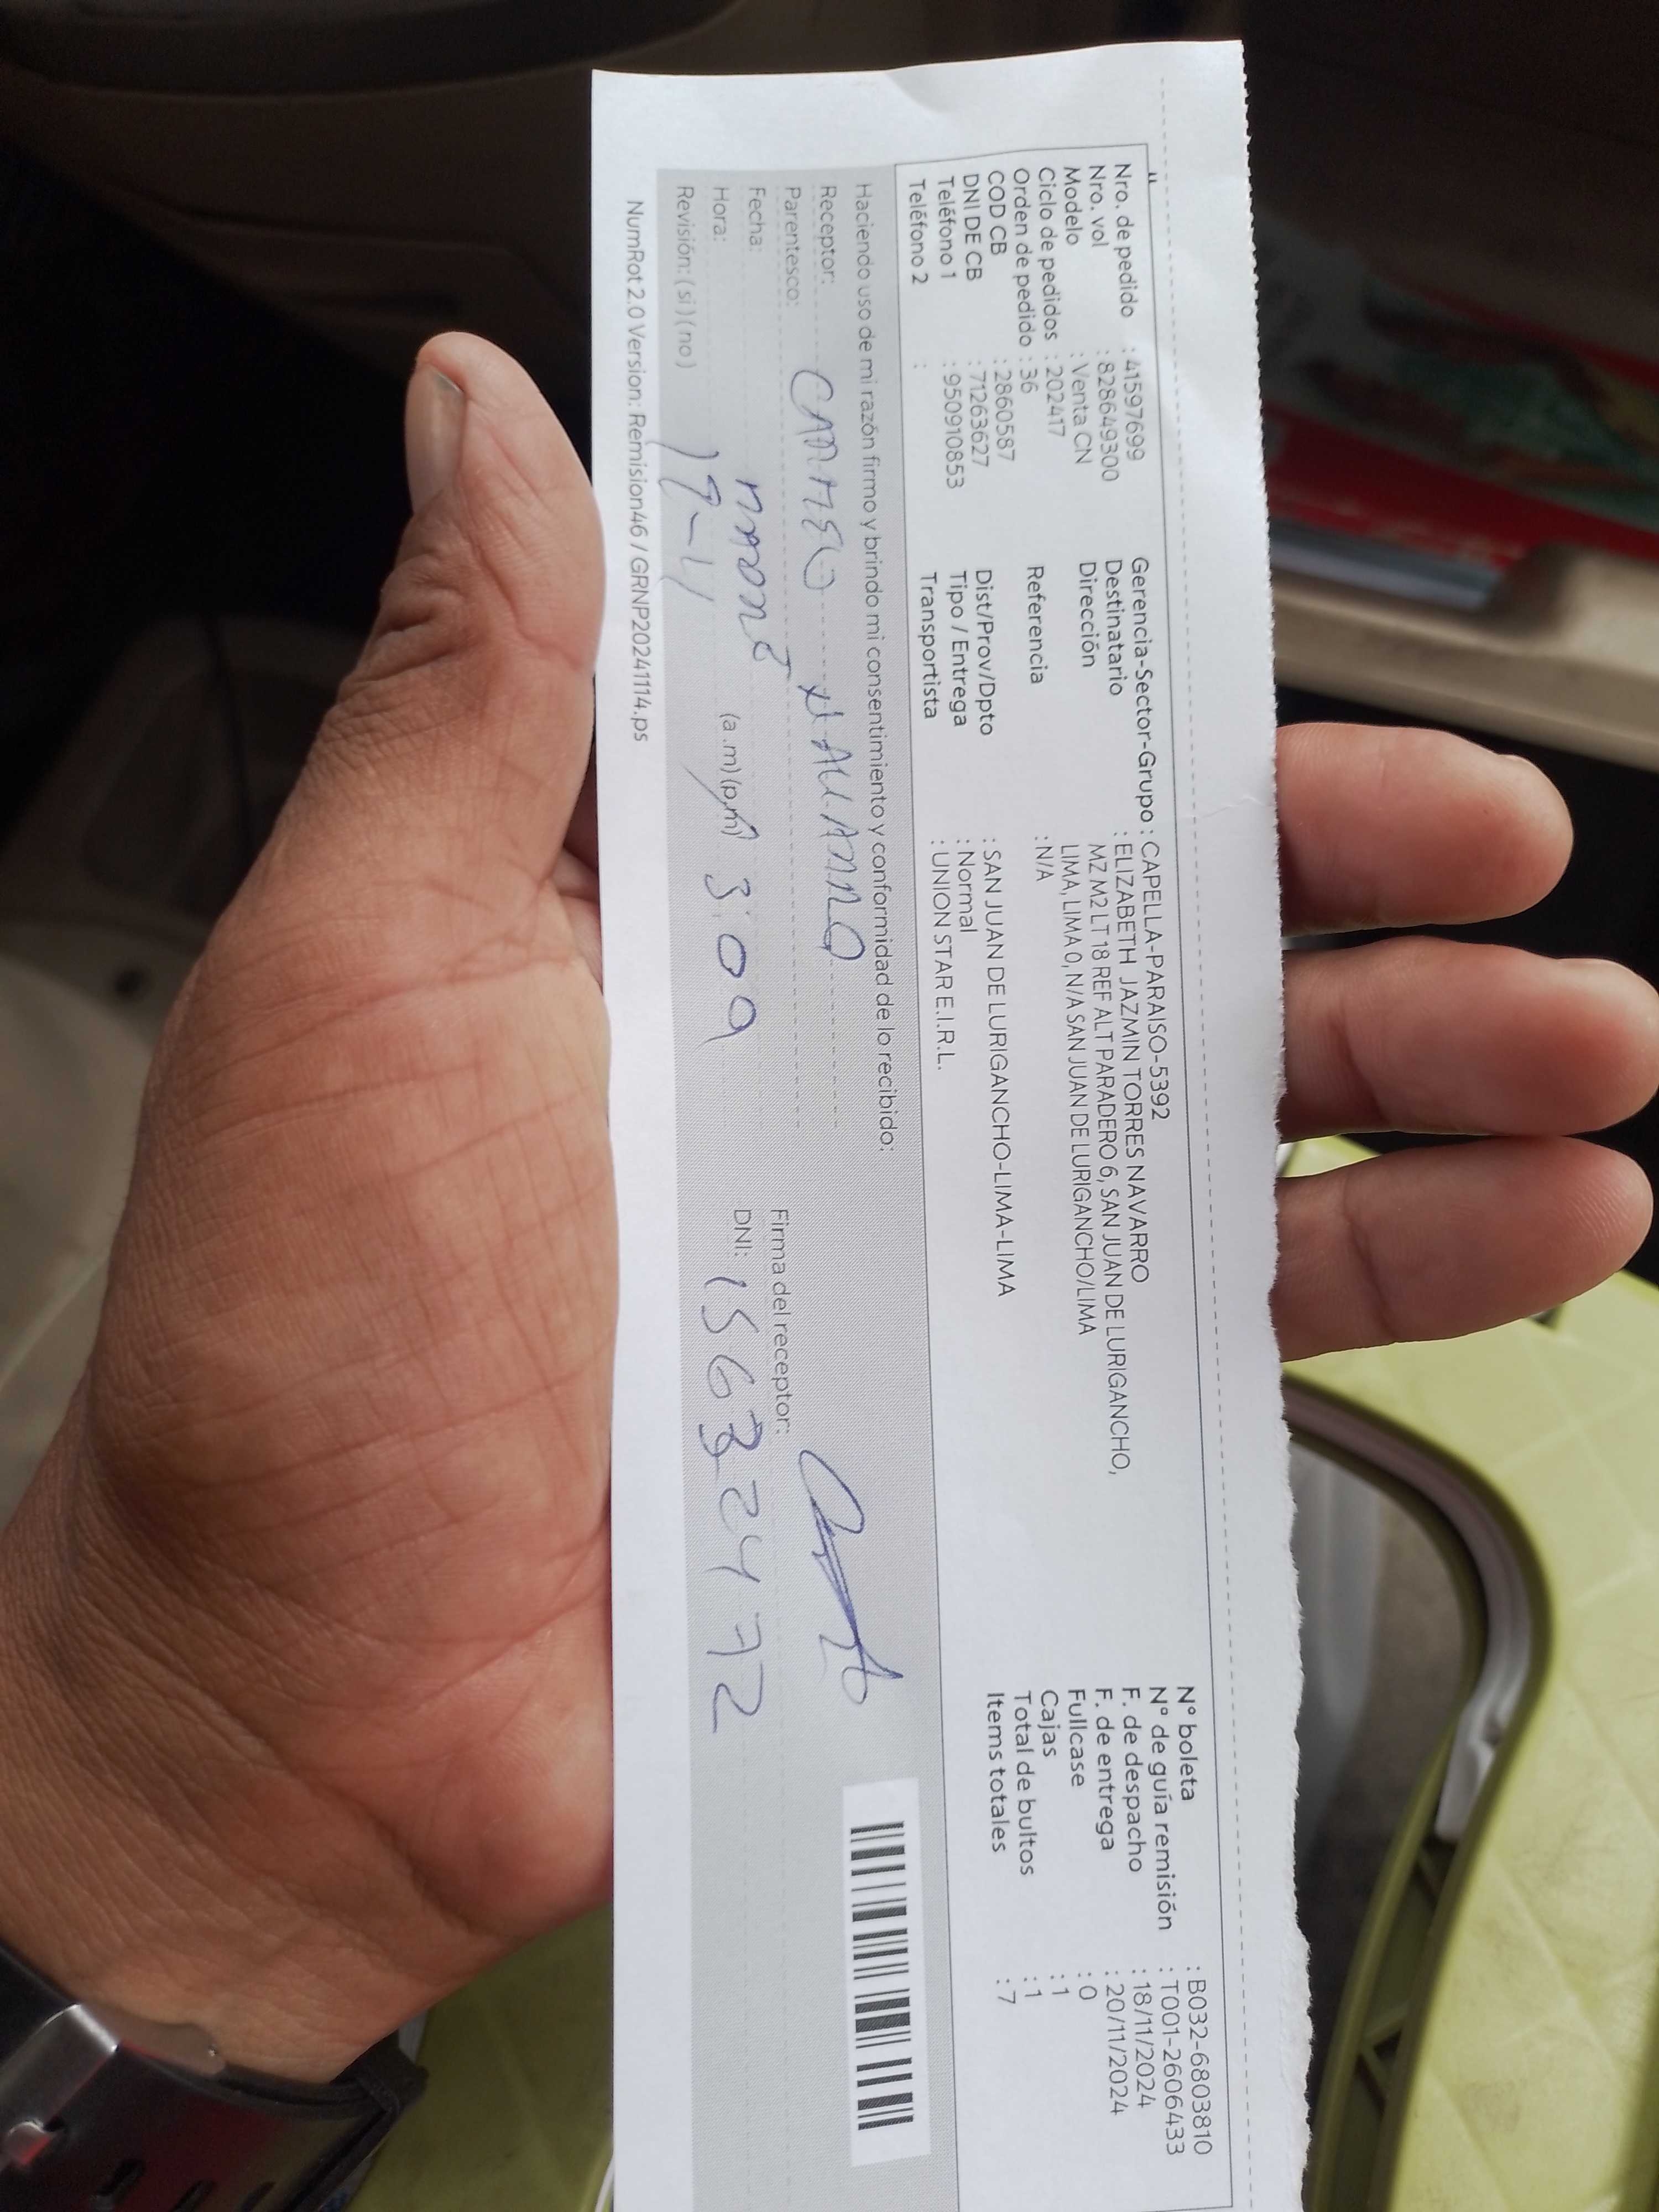 Nro. de pedido : 41597699
Nro. vol : 828649300
Modelo : Venta CN
Ciclo de pedidos : 202417
Orden de pedido : 36
COD CB : 2860587
DNI DE CB : 71263627
Teléfono 1 : 950910853
Teléfono 2 :
Gerencia-Sector-Grupo : CAPELLA-PARAISO-5392
Destinatario : ELIZABETH JAZMIN TORRES NAVARRO
Dirección : MZ M2 LT 18 REF ALT PARADERO 6, SAN JUAN DE LURIGANCHO,
LIMA, LIMA 0, N/A SAN JUAN DE LURIGANCHO/LIMA
Referencia : N/A
Dist/Prov/Dpto : SAN JUAN DE LURIGANCHO-LIMA-LIMA
Tipo / Entrega : Normal
Transportista : UNION STAR E.I.R.L.
N° boleta : B032-6803810
N° de guía remisión : T001-2606433
F. de despacho : 18/11/2024
F. de entrega : 20/11/2024
Fullcase : 0
Cajas : 1
Total de bultos : 1
Items totales : 7
Haciendo uso de mi razón firmo y brindo mi consentimiento y conformidad de lo recibido:
Receptor:
Parentesco:
Fecha:
Hora: (a.m) (p.m) 3:09
Revisión: (si) (no) 19-11
Firma del receptor:
DNI: 15632472
NumRot 2.0 Version: Remision46 / GRNP20241114.ps